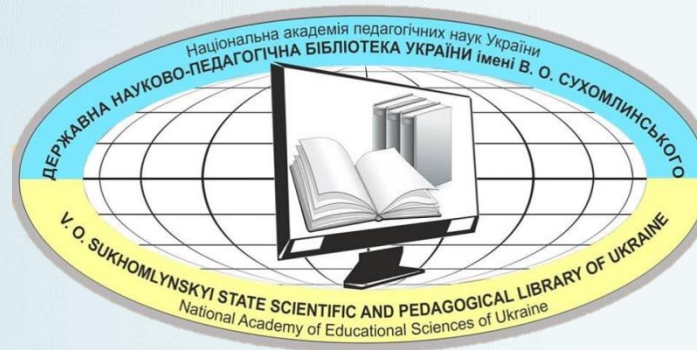 Національна академія педагогічних наук України
ДЕРЖАВНА НАУКОВО-ПЕДАГОГІЧНА БІБЛІОТЕКА УКРАЇНИ імені В. О. СУХОМЛИНСЬКОГО
V. O. SUKHOMLYNSKYI STATE SCIENTIFIC AND PEDAGOGICAL LIBRARY OF UKRAINE
National Academy of Educational Sciences of Ukraine